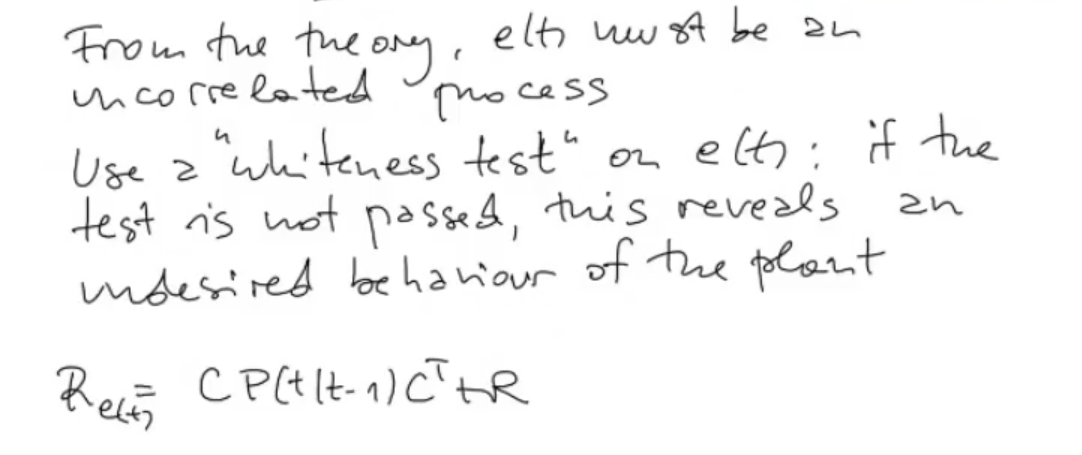 From the theory, e(t) must be an
uncorrelated process
Use a "whiteness test" on e(t): if the
test is not passed, this reveals an
undesired behaviour of the plant
R_{e(t)} = C P(t|t-1) C^T + R